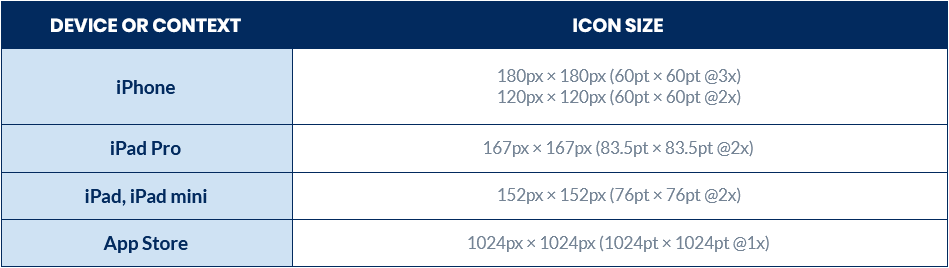 DEVICE OR CONTEXT ICON SIZE
iPhone 180px × 180px (60pt × 60pt @3x)
120px × 120px (60pt × 60pt @2x)
iPad Pro 167px × 167px (83.5pt × 83.5pt @2x)
iPad, iPad mini 152px × 152px (76pt × 76pt @2x)
App Store 1024px × 1024px (1024pt × 1024pt @1x)